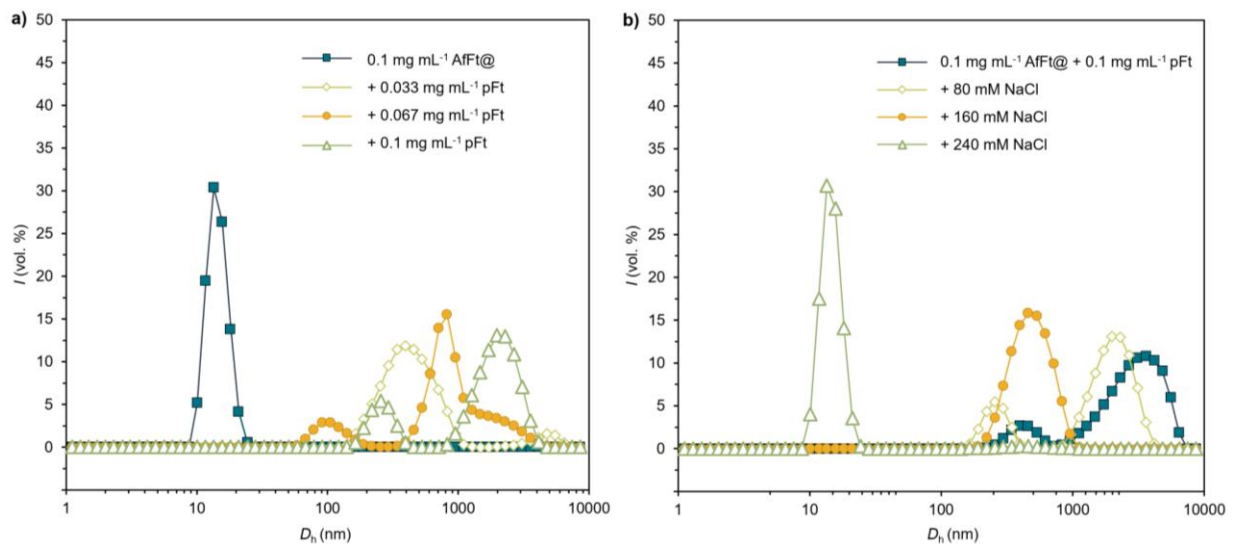 a)
50
45
40
35
30
25
20
15
10
5
0
I (vol. %)
0.1 mg mL⁻¹ AfFt@
+ 0.033 mg mL⁻¹ pFt
+ 0.067 mg mL⁻¹ pFt
+ 0.1 mg mL⁻¹ pFt
1 10 100 1000 10000
Dh (nm)
b)
50
45
40
35
30
25
20
15
10
5
0
I (vol. %)
0.1 mg mL⁻¹ AfFt@ + 0.1 mg mL⁻¹ pFt
+ 80 mM NaCl
+ 160 mM NaCl
+ 240 mM NaCl
1 10 100 1000 10000
Dh (nm)